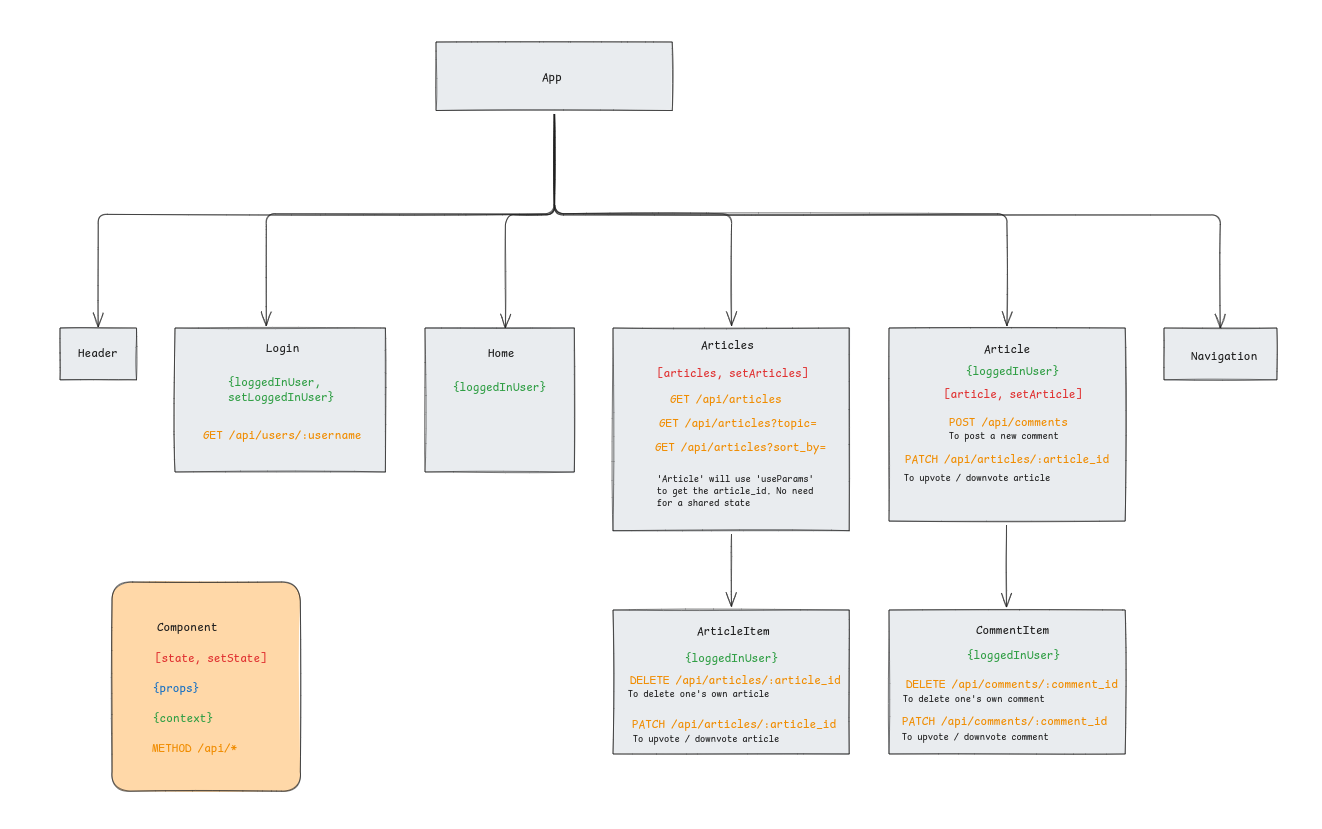 App
Header
Login
{loggedInUser,
setLoggedInUser}
GET /api/users/:username
Home
{loggedInUser}
Articles
[articles, setArticles]
GET /api/articles
GET /api/articles?topic=
GET /api/articles?sort_by=
'Article' will use 'useParams'
to get the article_id. No need
for a shared state
Article
{loggedInUser}
[article, setArticle]
POST /api/comments
To post a new comment
PATCH /api/articles/:article_id
To upvote / downvote article
Navigation
ArticleItem
{loggedInUser}
DELETE /api/articles/:article_id
To delete one's own article
PATCH /api/articles/:article_id
To upvote / downvote article
CommentItem
{loggedInUser}
DELETE /api/comments/:comment_id
To delete one's own comment
PATCH /api/comments/:comment_id
To upvote / downvote comment
Component
[state, setState]
{props}
{context}
METHOD /api/*